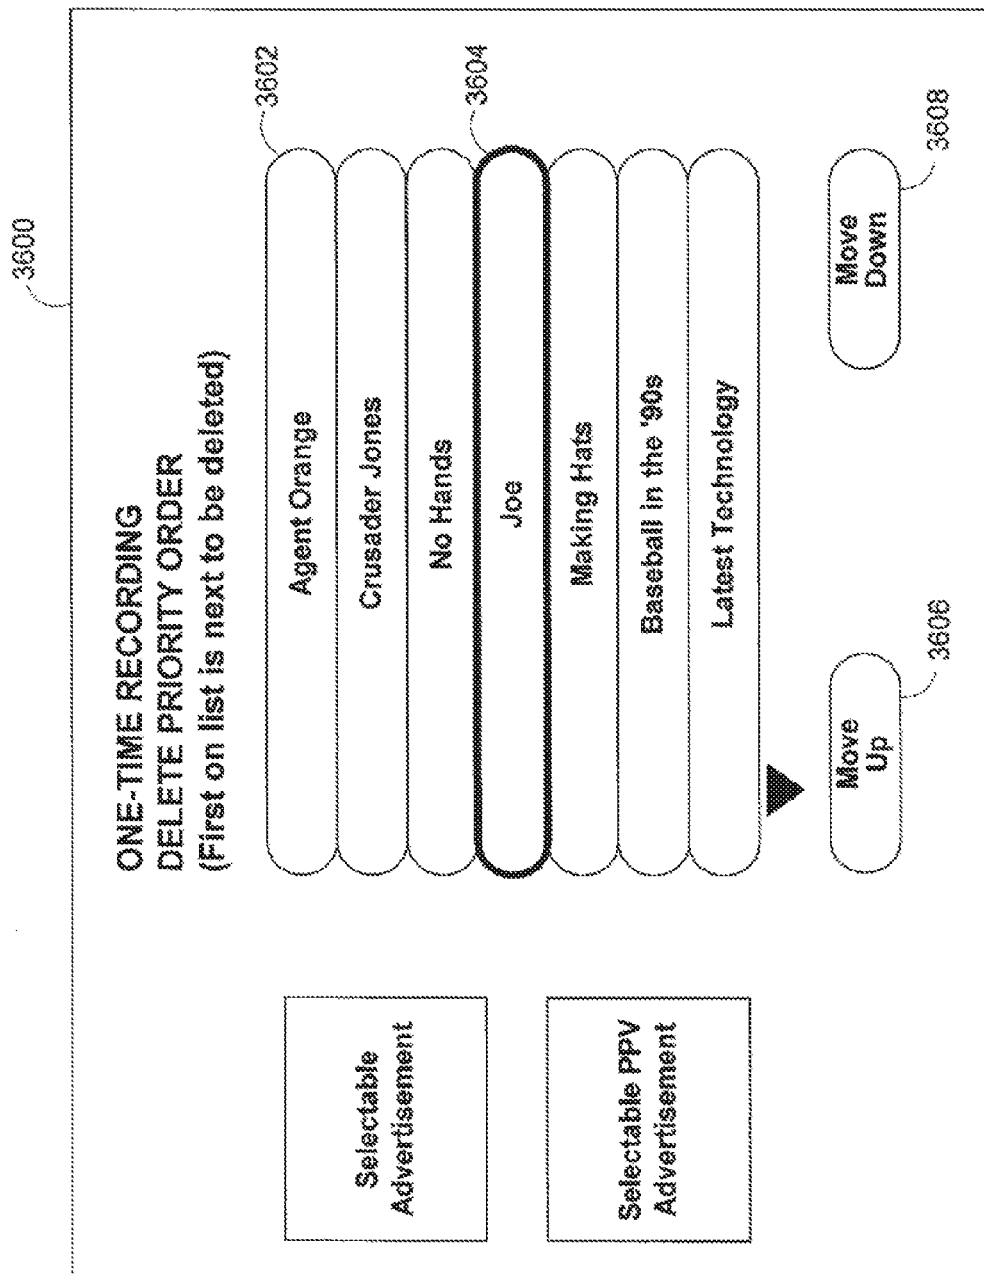 3600
ONE-TIME RECORDING
DELETE PRIORITY ORDER
(First on list is next to be deleted)
3602
Agent Orange
Crusader Jones
No Hands
3604
Joe
Making Hats
Baseball in the '90s
Latest Technology
Move
Up
3606
Move
Down
3608
Selectable
Advertisement
Selectable PPV
Advertisement